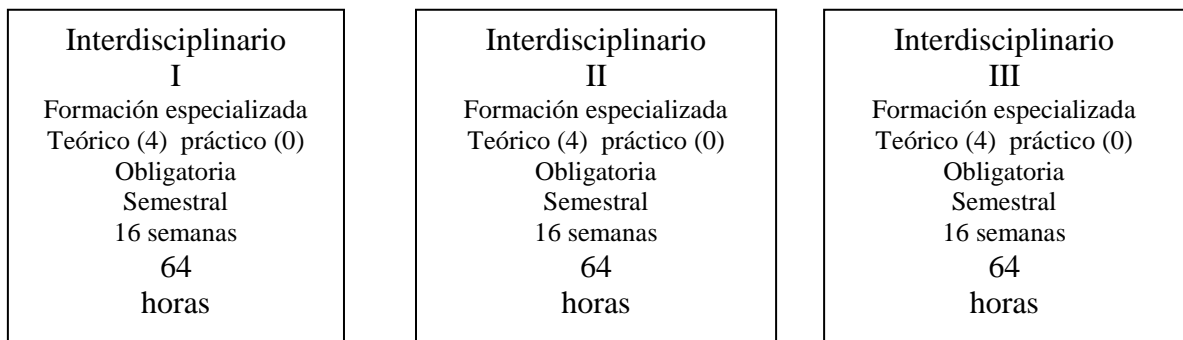 Interdisciplinario
I
Formación especializada
Teórico (4) práctico (0)
Obligatoria
Semestral
16 semanas
64
horas
Interdisciplinario
II
Formación especializada
Teórico (4) práctico (0)
Obligatoria
Semestral
16 semanas
64
horas
Interdisciplinario
III
Formación especializada
Teórico (4) práctico (0)
Obligatoria
Semestral
16 semanas
64
horas